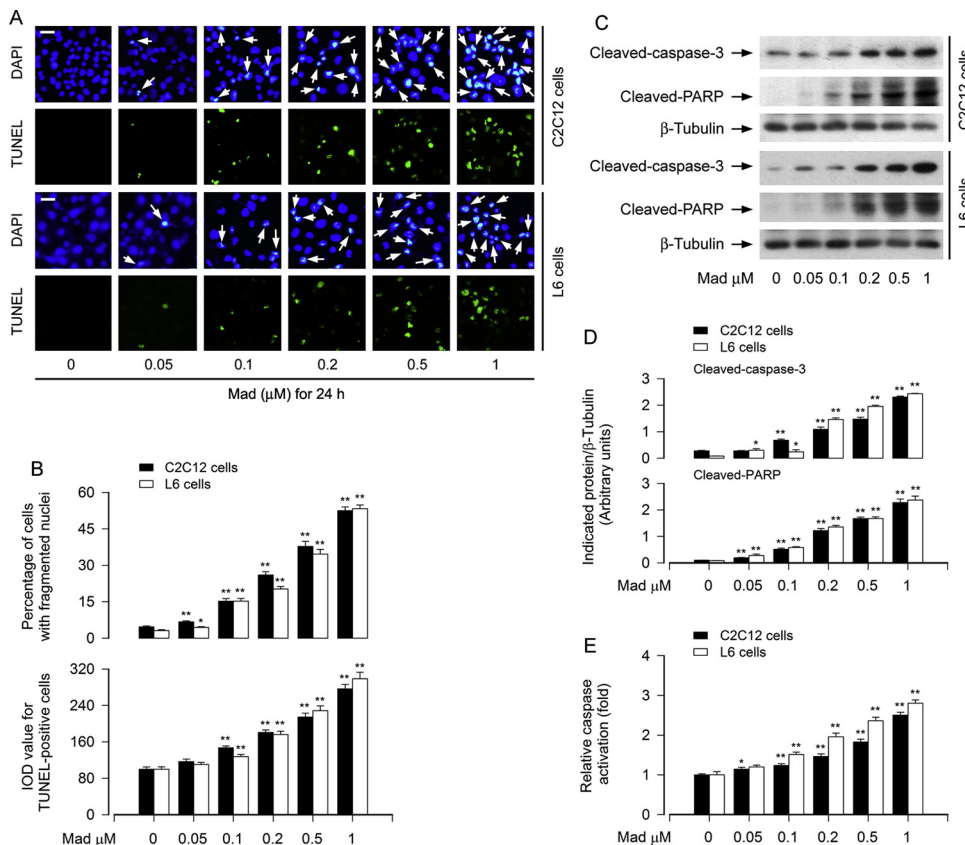 A
DAPI
TUNEL
C2C12 cells
DAPI
TUNEL
L6 cells
0 0.05 0.1 0.2 0.5 1
Mad (μM) for 24 h
B
C2C12 cells
L6 cells
Percentage of cells
with fragmented nuclei
60
45
30
15
0
** * ** ** ** ** ** ** ** **
IOD value for
TUNEL-positive cells
320
240
160
80
0
** ** ** ** ** ** ** **
Mad μM 0 0.05 0.1 0.2 0.5 1
C
Cleaved-caspase-3
Cleaved-PARP
β-Tubulin
C2C12 cells
Cleaved-caspase-3
Cleaved-PARP
β-Tubulin
L6 cells
Mad μM 0 0.05 0.1 0.2 0.5 1
D
C2C12 cells
L6 cells
Cleaved-caspase-3
Indicated protein/β-Tubulin
(Arbitrary units)
3
2
1
0
* ** * ** ** ** ** ** **
Cleaved-PARP
3
2
1
0
** ** ** ** ** ** ** ** ** **
Mad μM 0 0.05 0.1 0.2 0.5 1
E
C2C12 cells
L6 cells
Relative caspase
activation (fold)
4
3
2
1
0
* ** ** ** ** ** ** ** **
Mad μM 0 0.05 0.1 0.2 0.5 1